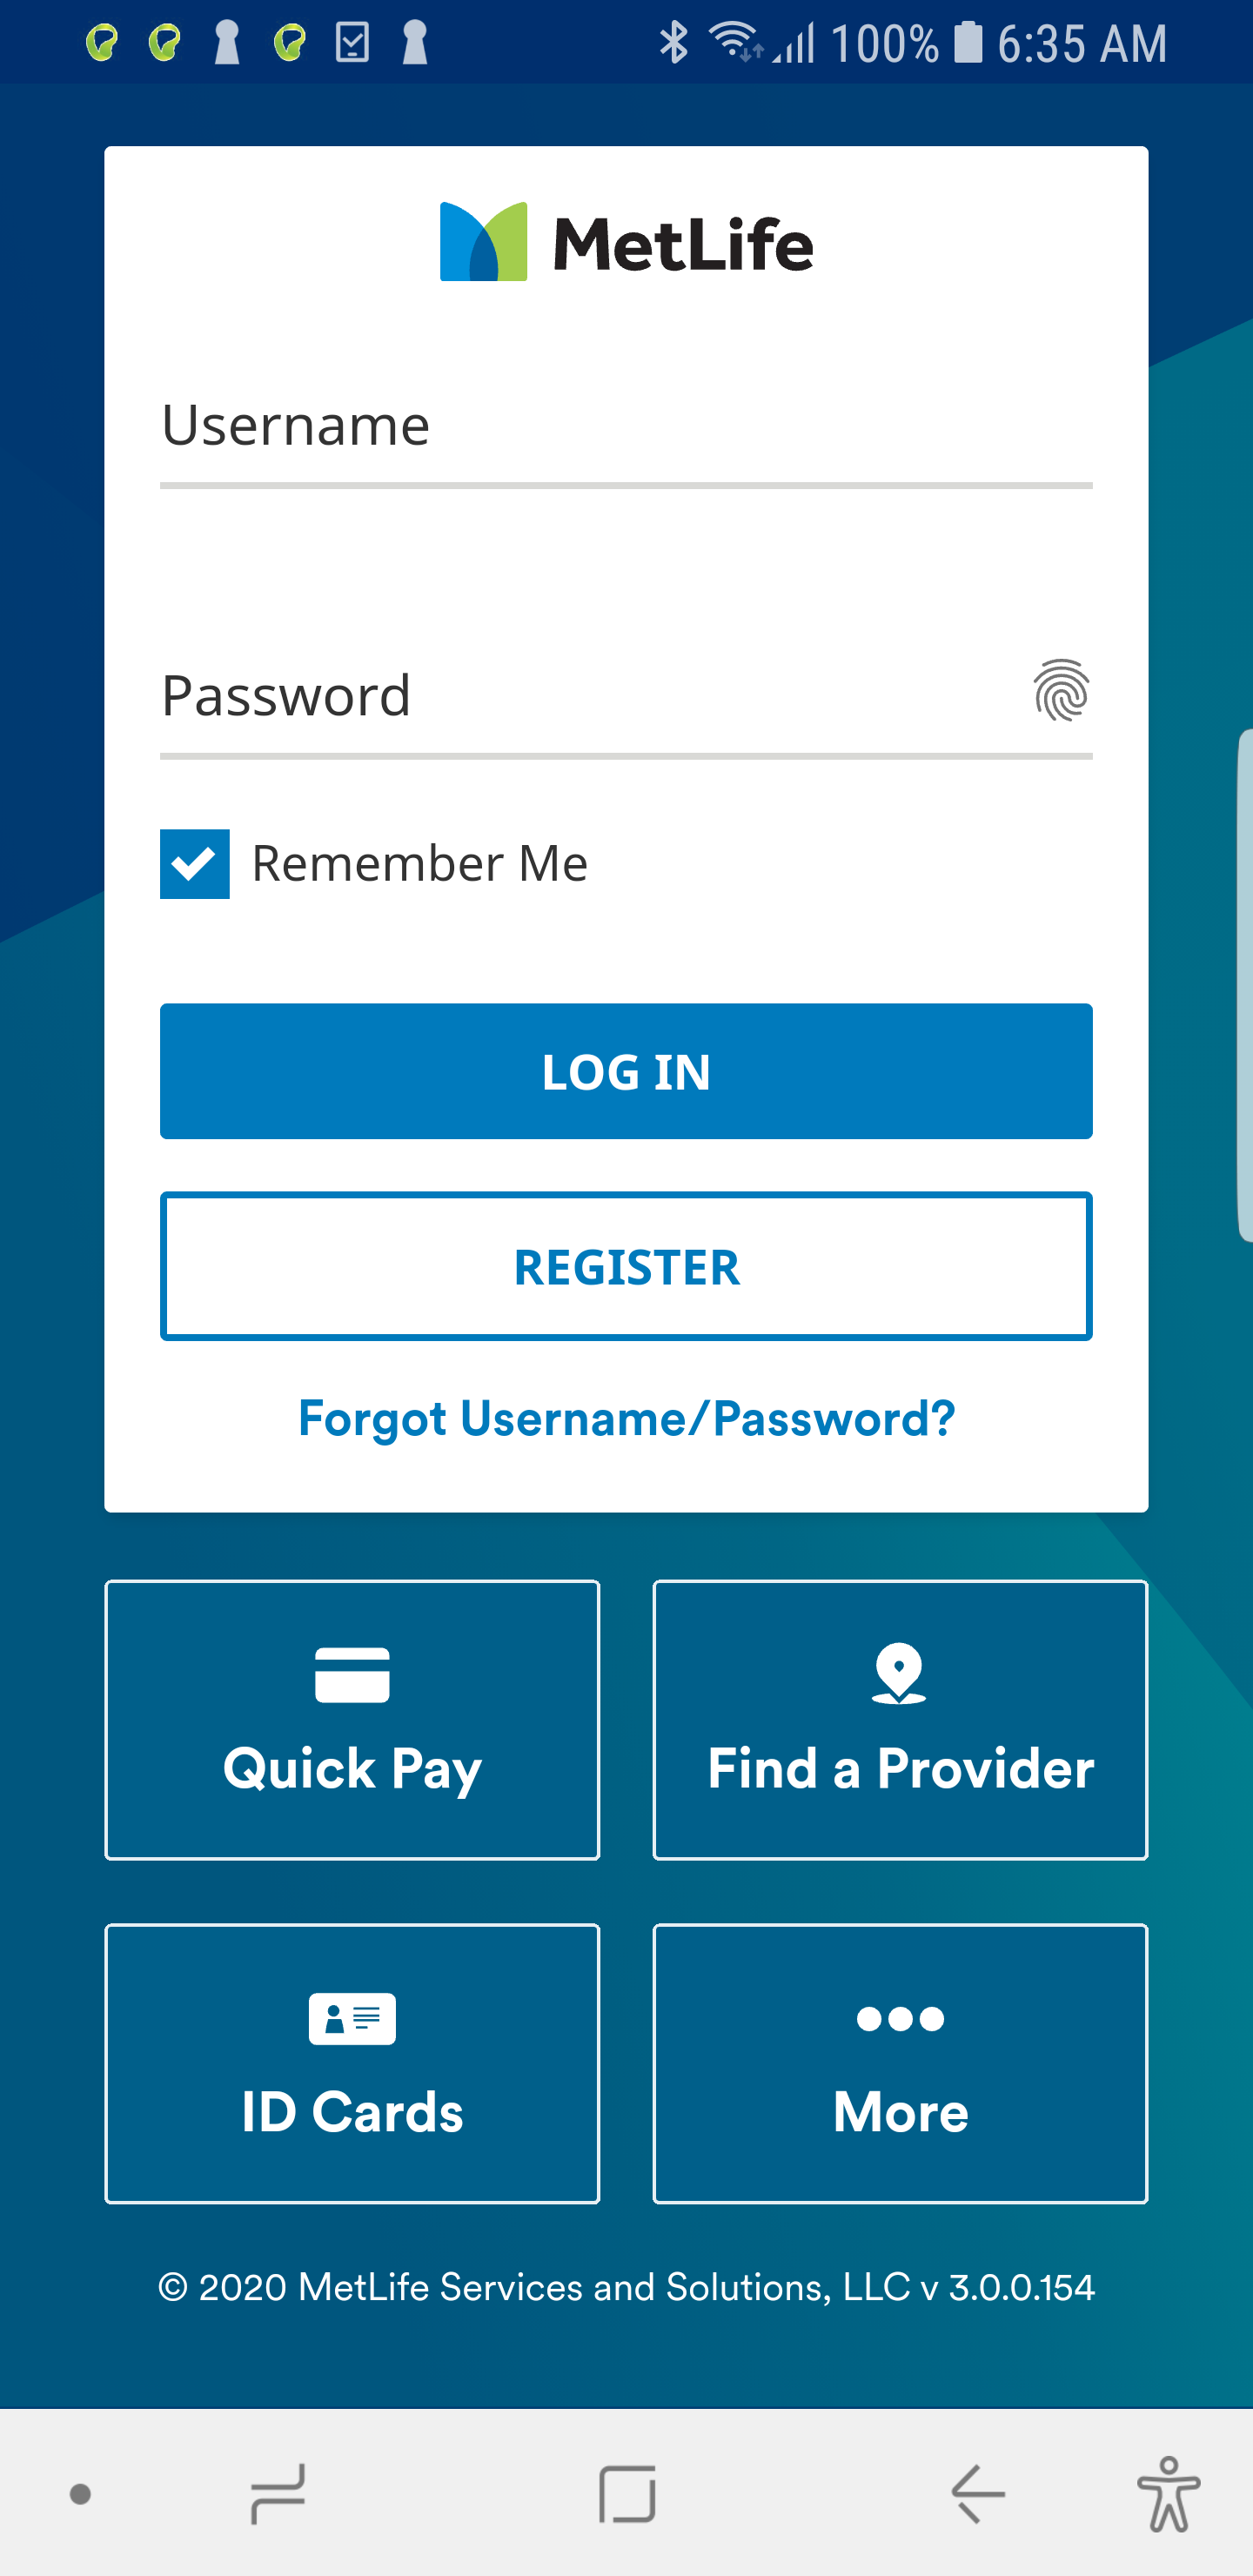 100% 6:35 AM
MetLife
Username
Password
Remember Me
LOG IN
REGISTER
Forgot Username/Password?
Quick Pay
Find a Provider
ID Cards
More
© 2020 MetLife Services and Solutions, LLC v 3.0.0.154